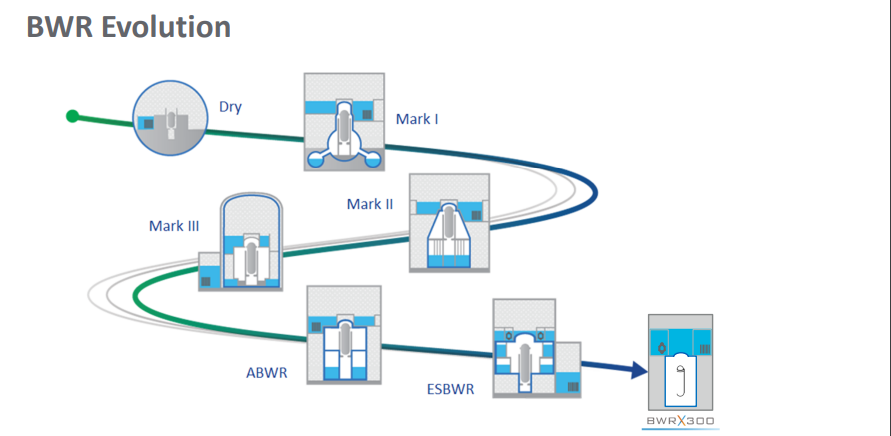 BWR Evolution
Dry
Mark I
Mark II
Mark III
ABWR
ESBWR
BWRX300